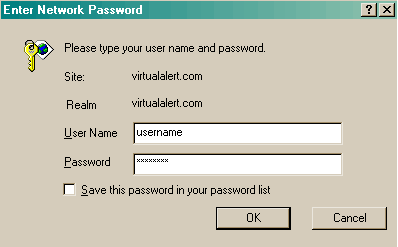 Enter Network Password
Please type your user name and password.
Site: virtualalert.com
Realm virtualalert.com
User Name username
Password xxxxxxxx
Save this password in your password list
OK Cancel